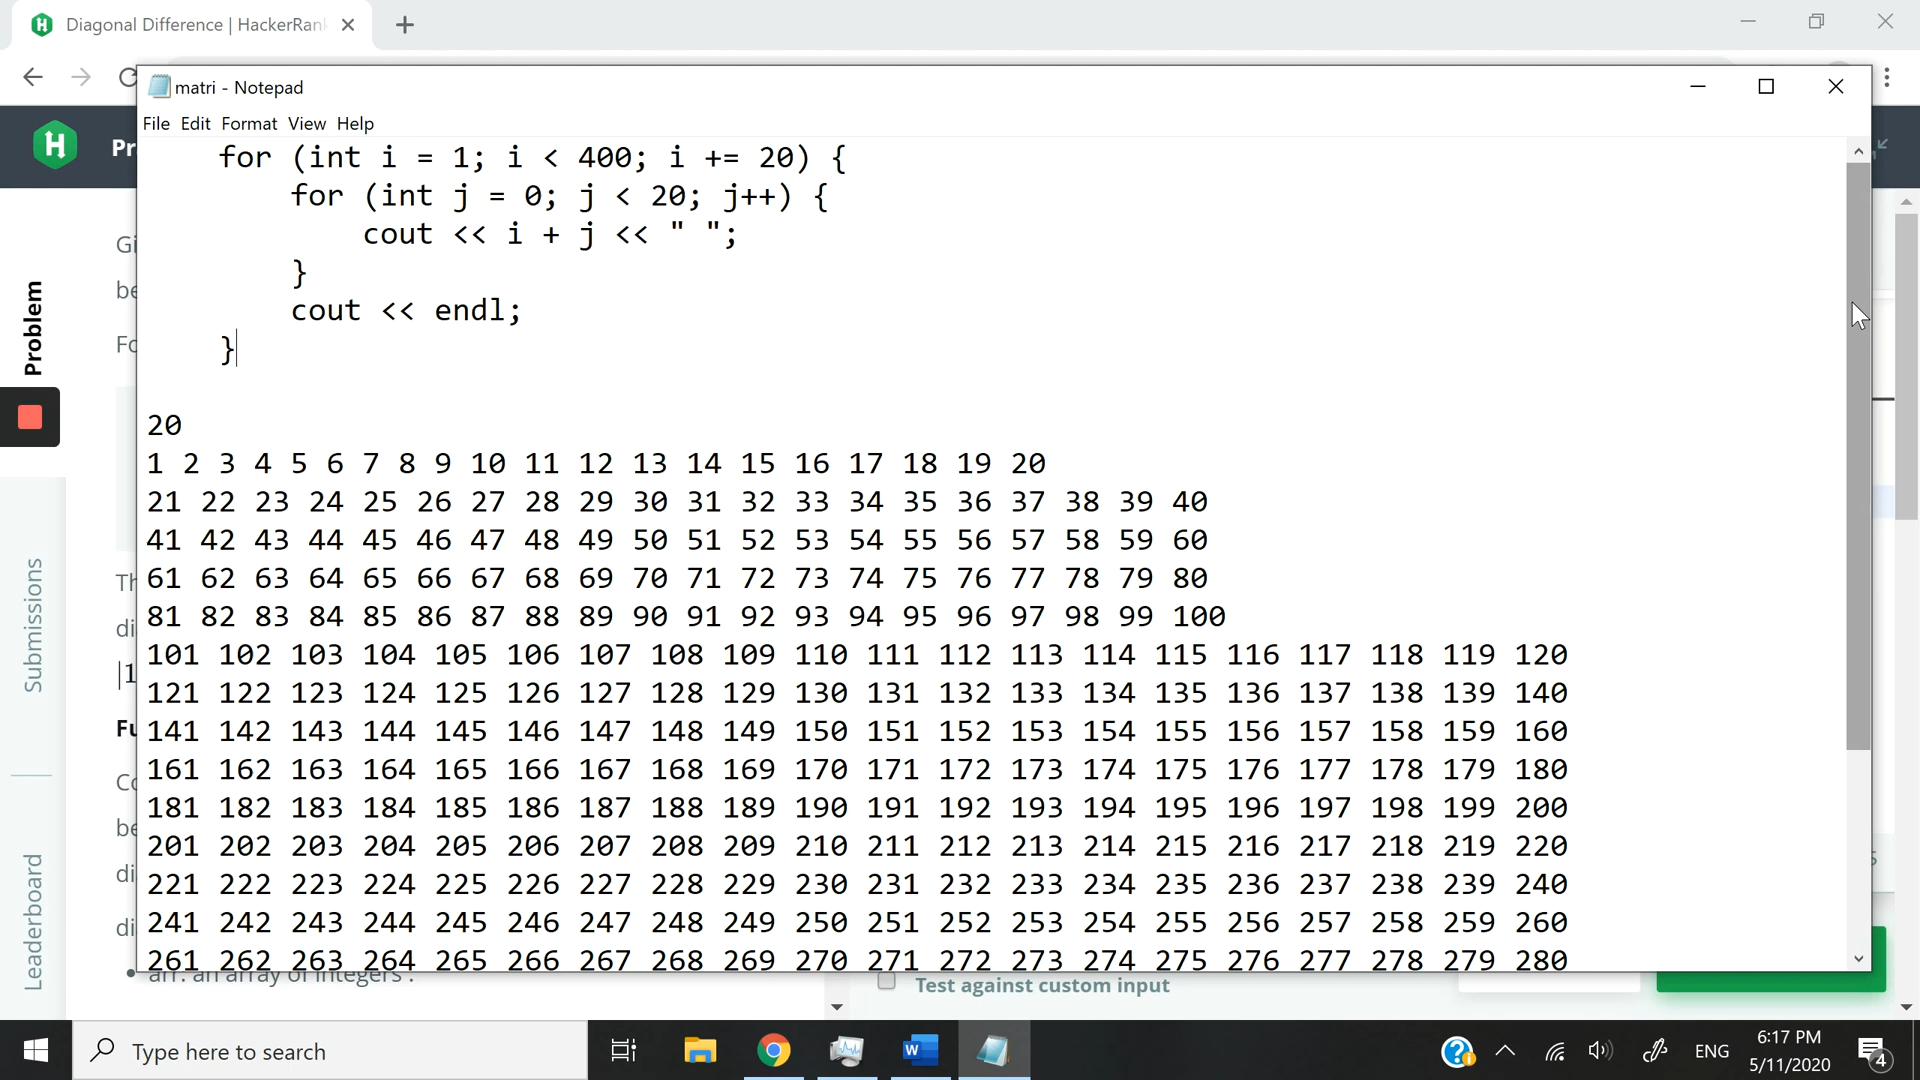 Diagonal Difference | HackerRank
matri - Notepad
File Edit Format View Help
for (int i = 1; i < 400; i += 20) {
for (int j = 0; j < 20; j++) {
cout << i + j << " ";
}
cout << endl;
}
20
1 2 3 4 5 6 7 8 9 10 11 12 13 14 15 16 17 18 19 20
21 22 23 24 25 26 27 28 29 30 31 32 33 34 35 36 37 38 39 40
41 42 43 44 45 46 47 48 49 50 51 52 53 54 55 56 57 58 59 60
61 62 63 64 65 66 67 68 69 70 71 72 73 74 75 76 77 78 79 80
81 82 83 84 85 86 87 88 89 90 91 92 93 94 95 96 97 98 99 100
101 102 103 104 105 106 107 108 109 110 111 112 113 114 115 116 117 118 119 120
121 122 123 124 125 126 127 128 129 130 131 132 133 134 135 136 137 138 139 140
141 142 143 144 145 146 147 148 149 150 151 152 153 154 155 156 157 158 159 160
161 162 163 164 165 166 167 168 169 170 171 172 173 174 175 176 177 178 179 180
181 182 183 184 185 186 187 188 189 190 191 192 193 194 195 196 197 198 199 200
201 202 203 204 205 206 207 208 209 210 211 212 213 214 215 216 217 218 219 220
221 222 223 224 225 226 227 228 229 230 231 232 233 234 235 236 237 238 239 240
241 242 243 244 245 246 247 248 249 250 251 252 253 254 255 256 257 258 259 260
261 262 263 264 265 266 267 268 269 270 271 272 273 274 275 276 277 278 279 280
Problem
Submissions
Leaderboard
arr: an array of integers .
Test against custom input
Type here to search
ENG
6:17 PM
5/11/2020
4